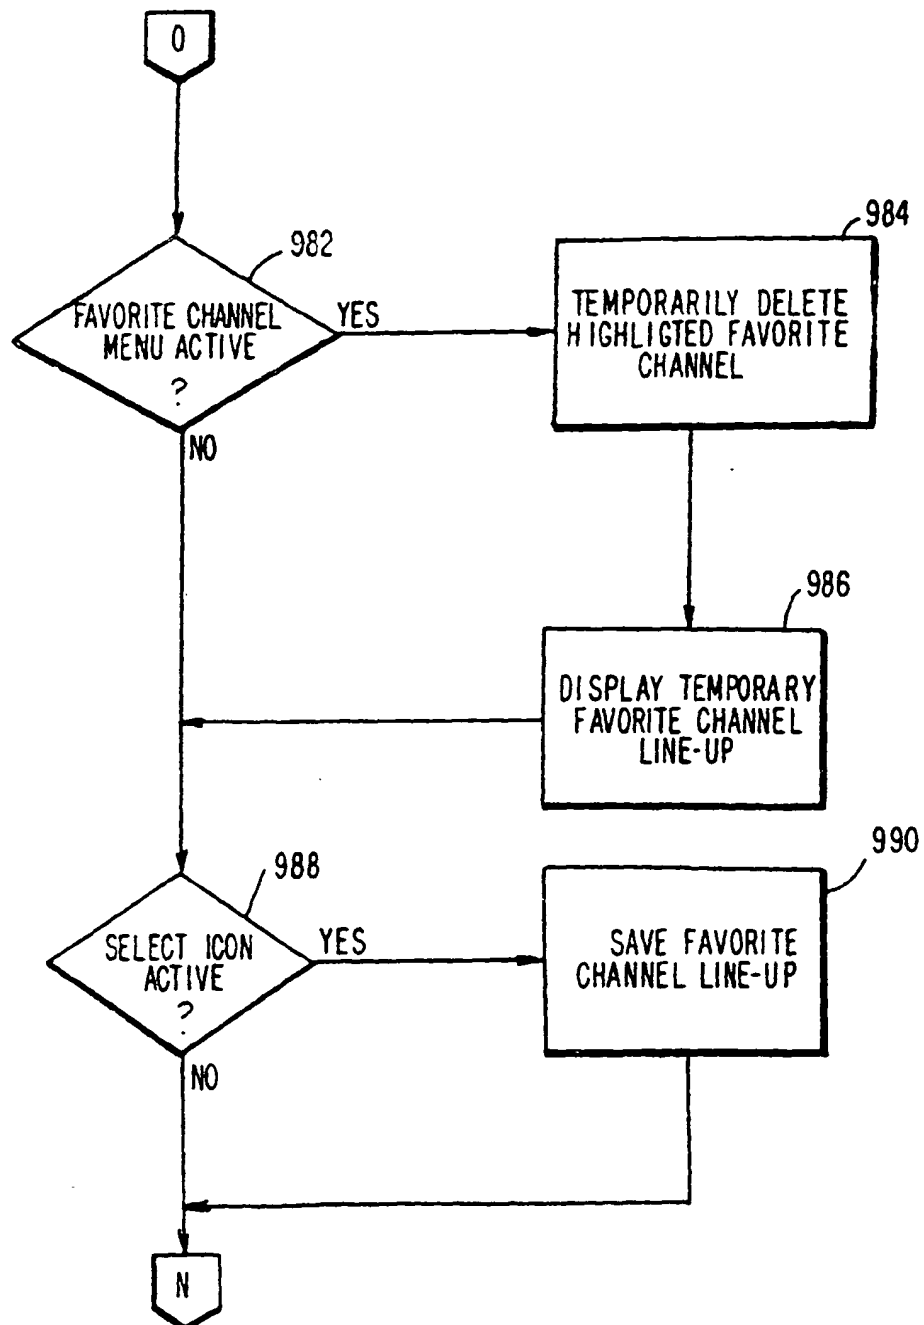 O
982
FAVORITE CHANNEL
MENU ACTIVE
?
YES
NO
984
TEMPORARILY DELETE
HIGHLIGTED FAVORITE
CHANNEL
986
DISPLAY TEMPORARY
FAVORITE CHANNEL
LINE-UP
988
SELECT ICON
ACTIVE
?
YES
NO
990
SAVE FAVORITE
CHANNEL LINE-UP
N